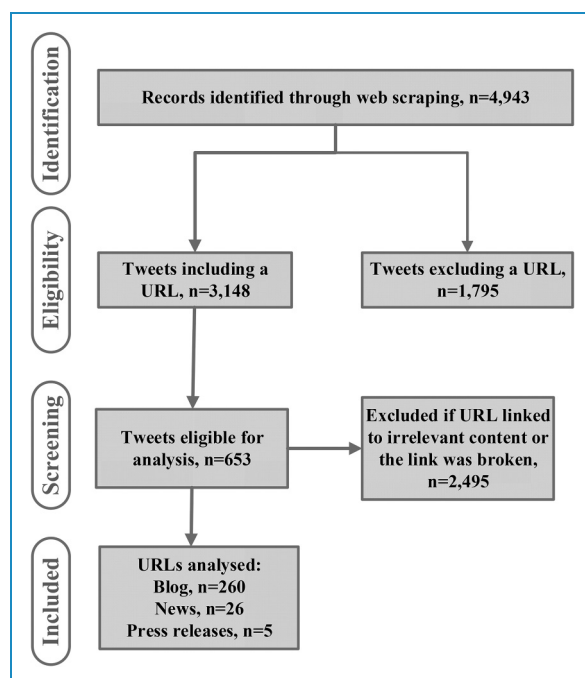 Identification
Records identified through web scraping, n=4,943
Eligibility
Tweets including a
URL, n=3,148
Tweets excluding a URL,
n=1,795
Screening
Tweets eligible for
analysis, n=653
Excluded if URL linked
to irrelevant content or
the link was broken,
n=2,495
Included
URLs analysed:
Blog, n=260
News, n=26
Press releases, n=5